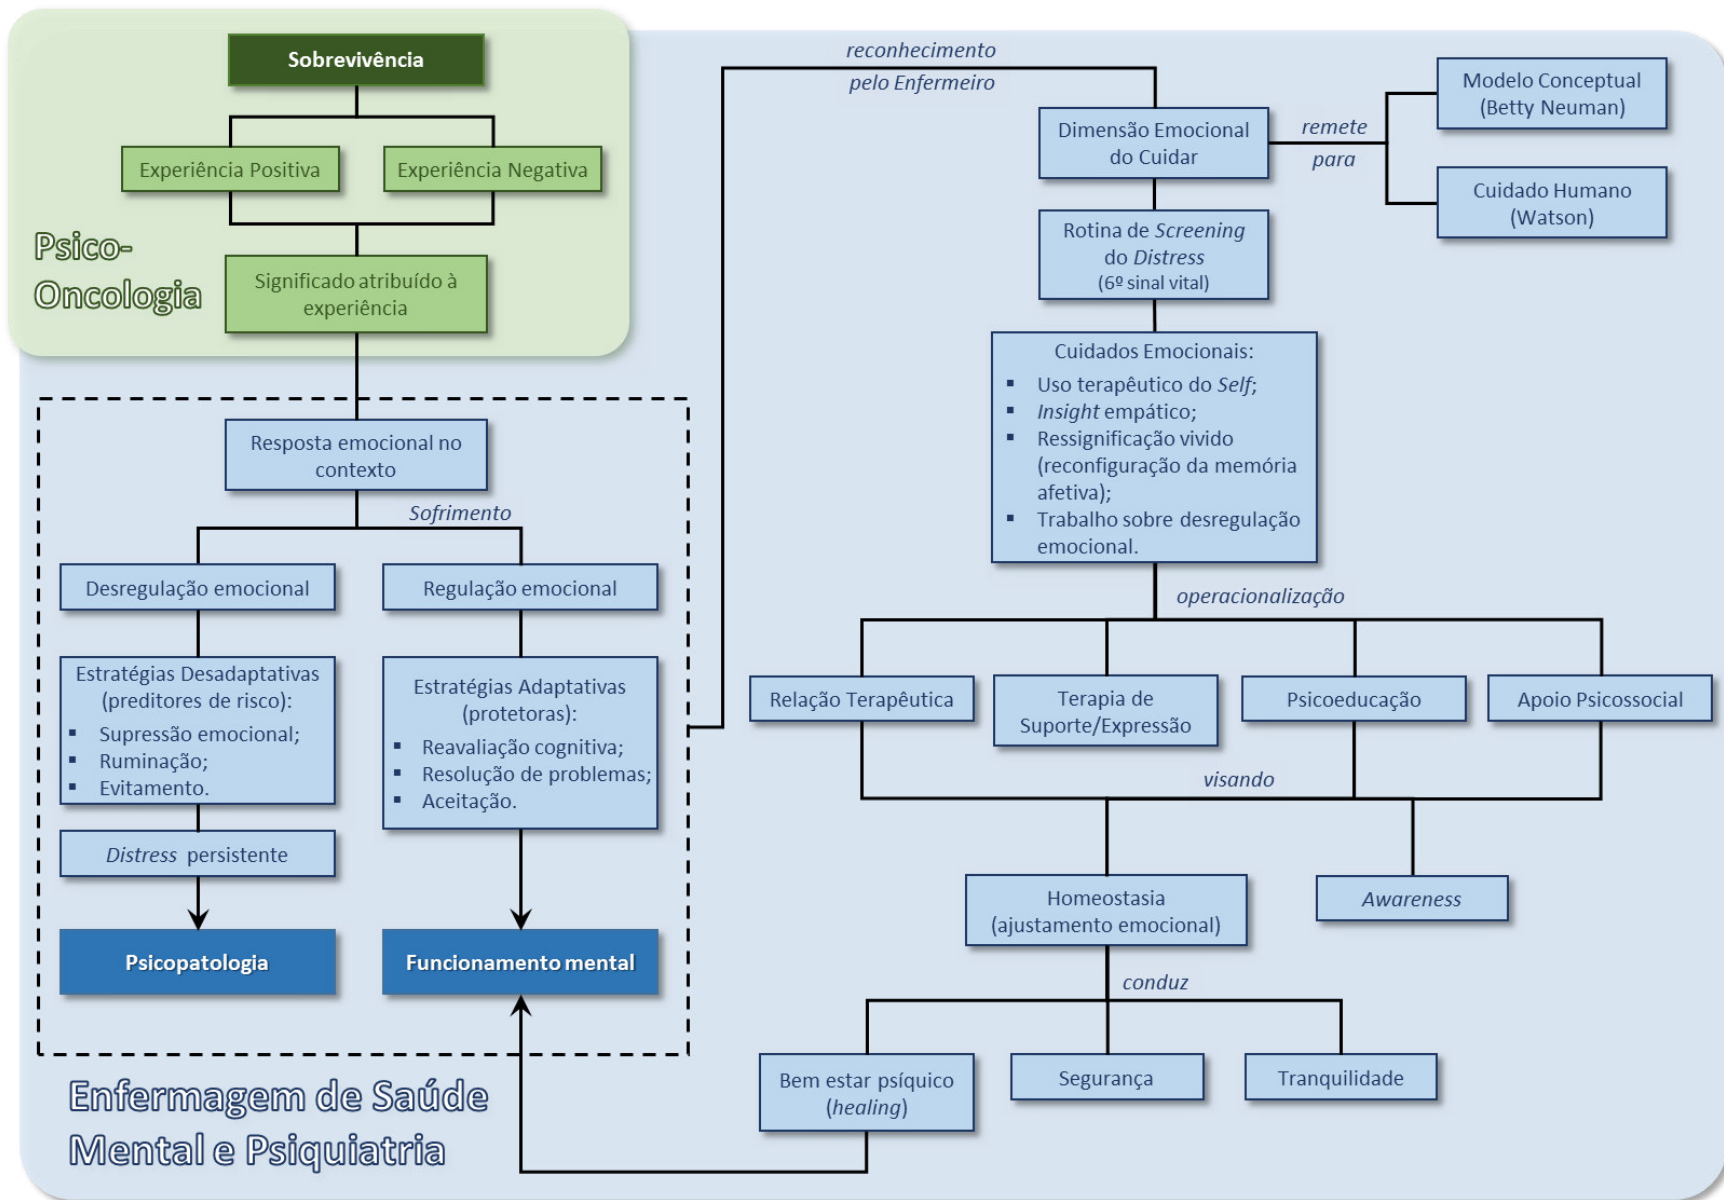 Sobrevivência
Experiência Positiva
Experiência Negativa
Psico-
Oncologia
Significado atribuído à
experiência
Resposta emocional no
contexto
Sofrimento
Desregulação emocional
Regulação emocional
Estratégias Desadaptativas
(preditores de risco):
▪ Supressão emocional;
▪ Ruminação;
▪ Evitamento.
Estratégias Adaptativas
(protetoras):
▪ Reavaliação cognitiva;
▪ Resolução de problemas;
▪ Aceitação.
Distress persistente
Psicopatologia
Funcionamento mental
Enfermagem de Saúde
Mental e Psiquiatria
reconhecimento
pelo Enfermeiro
Dimensão Emocional
do Cuidar
remete
para
Modelo Conceptual
(Betty Neuman)
Cuidado Humano
(Watson)
Rotina de Screening
do Distress
(6º sinal vital)
Cuidados Emocionais:
▪ Uso terapêutico do Self;
▪ Insight empático;
▪ Ressignificação vivido
(reconfiguração da memória
afetiva);
▪ Trabalho sobre desregulação
emocional.
operacionalização
Relação Terapêutica
Terapia de
Suporte/Expressão
Psicoeducação
Apoio Psicossocial
visando
Homeostasia
(ajustamento emocional)
Awareness
conduz
Bem estar psíquico
(healing)
Segurança
Tranquilidade